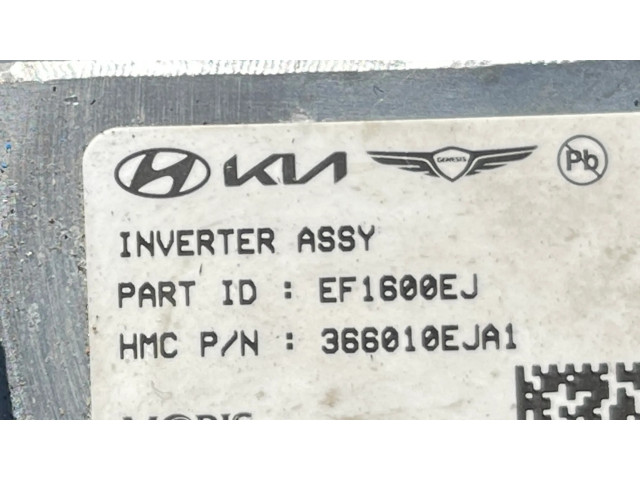 KIA GENESIS Pb
INVERTER ASSY
PART ID : EF1600EJ
HMC P/N : 366010EJA1